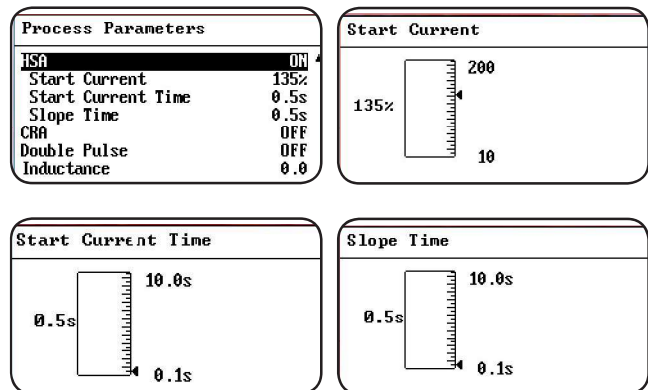 Process Parameters
HSA ON
Start Current 135%
Start Current Time 0.5s
Slope Time 0.5s
CRA OFF
Double Pulse OFF
Inductance 0.0
Start Current
200
135%
10
Start Current Time
10.0s
0.5s
0.1s
Slope Time
10.0s
0.5s
0.1s